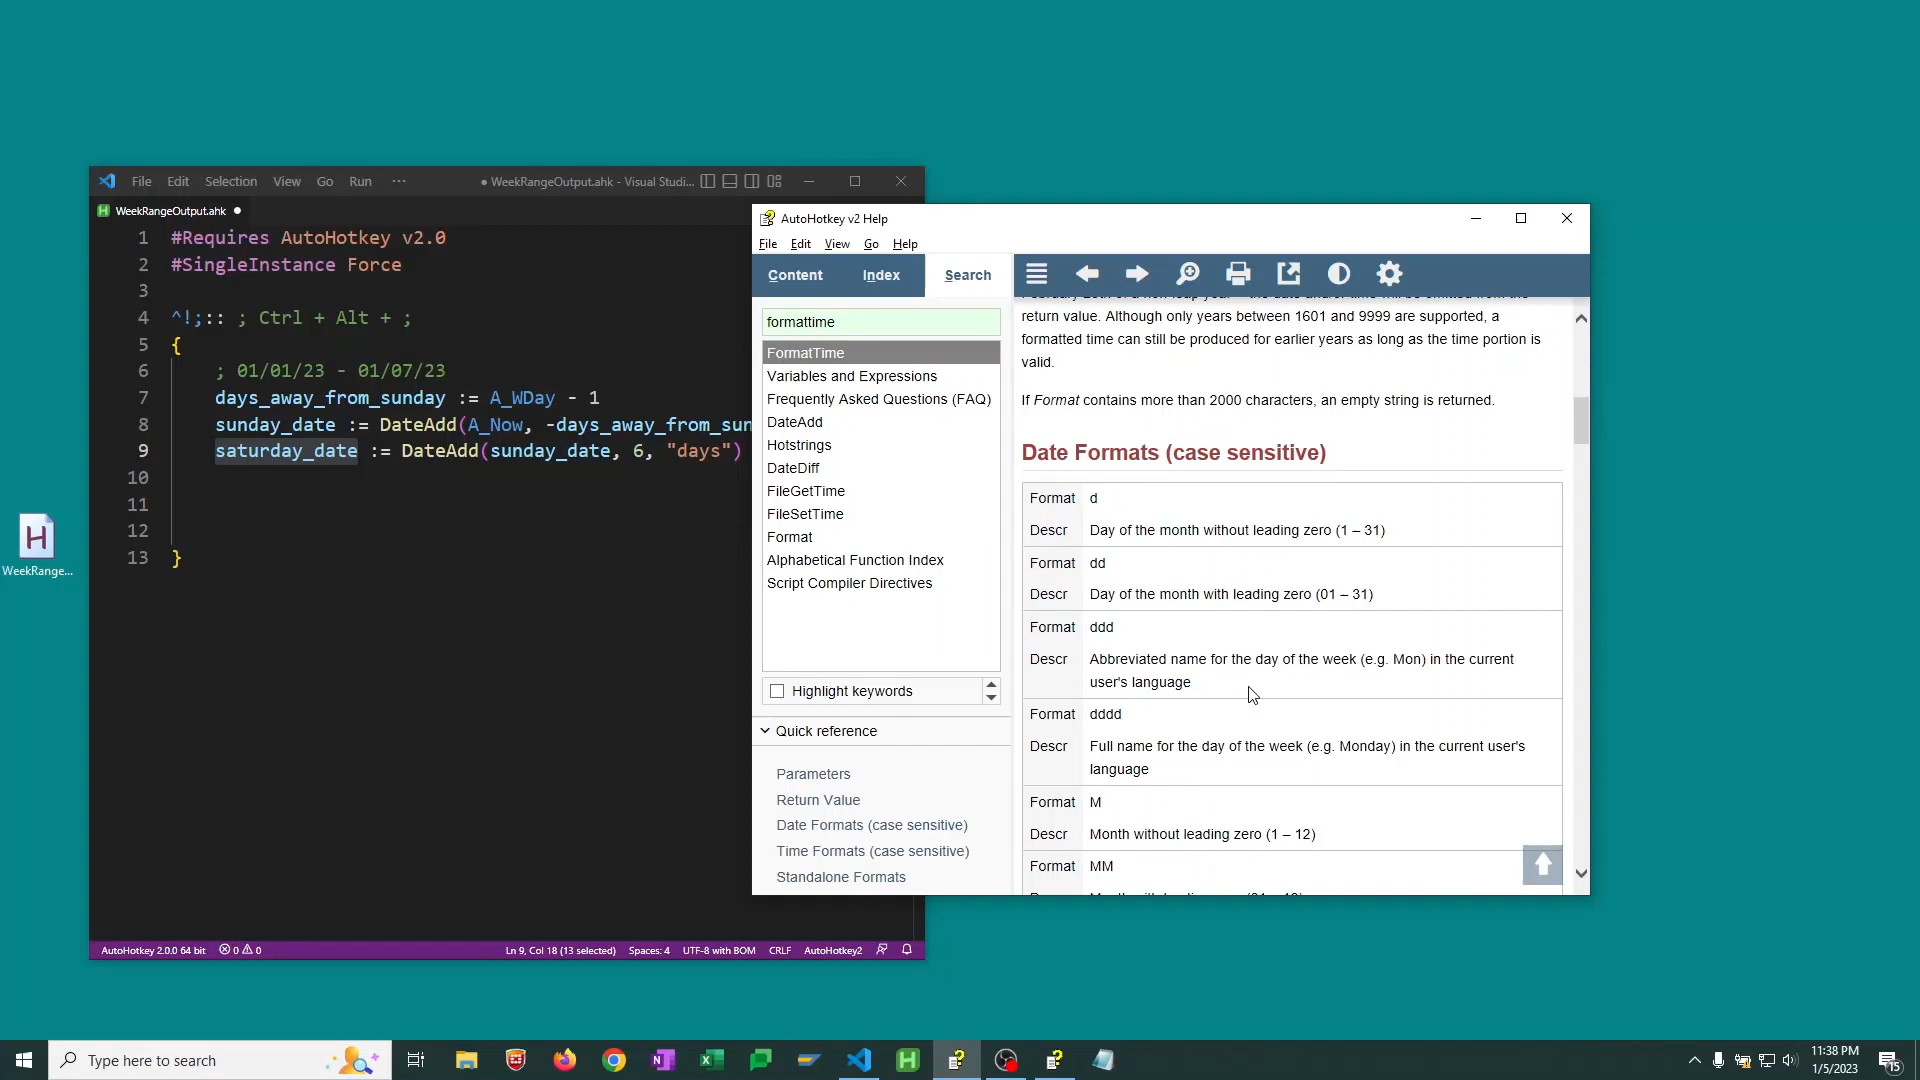 File Edit Selection View Go Run ··· ● WeekRangeOutput.ahk - Visual Studi...
WeekRangeOutput.ahk ●
1 #Requires AutoHotkey v2.0
2 #SingleInstance Force
3
4 ^!;:: ; Ctrl + Alt + ;
5 {
6 ; 01/01/23 - 01/07/23
7 days_away_from_sunday := A_WDay - 1
8 sunday_date := DateAdd(A_Now, -days_away_from_sun
9 saturday_date := DateAdd(sunday_date, 6, "days")
10
11
12
13 }
AutoHotkey 2.0.0 64 bit 0 0 Ln 9, Col 18 (13 selected) Spaces: 4 UTF-8 with BOM CRLF AutoHotkey2
H
WeekRange...
AutoHotkey v2 Help
File Edit View Go Help
Content Index Search
formattime
FormatTime
Variables and Expressions
Frequently Asked Questions (FAQ)
DateAdd
Hotstrings
DateDiff
FileGetTime
FileSetTime
Format
Alphabetical Function Index
Script Compiler Directives
Highlight keywords
Quick reference
Parameters
Return Value
Date Formats (case sensitive)
Time Formats (case sensitive)
Standalone Formats
return value. Although only years between 1601 and 9999 are supported, a
formatted time can still be produced for earlier years as long as the time portion is
valid.
If Format contains more than 2000 characters, an empty string is returned.
Date Formats (case sensitive)
Format d
Descr Day of the month without leading zero (1 – 31)
Format dd
Descr Day of the month with leading zero (01 – 31)
Format ddd
Descr Abbreviated name for the day of the week (e.g. Mon) in the current
user's language
Format dddd
Descr Full name for the day of the week (e.g. Monday) in the current user's
language
Format M
Descr Month without leading zero (1 – 12)
Format MM
Type here to search
11:38 PM
1/5/2023
15